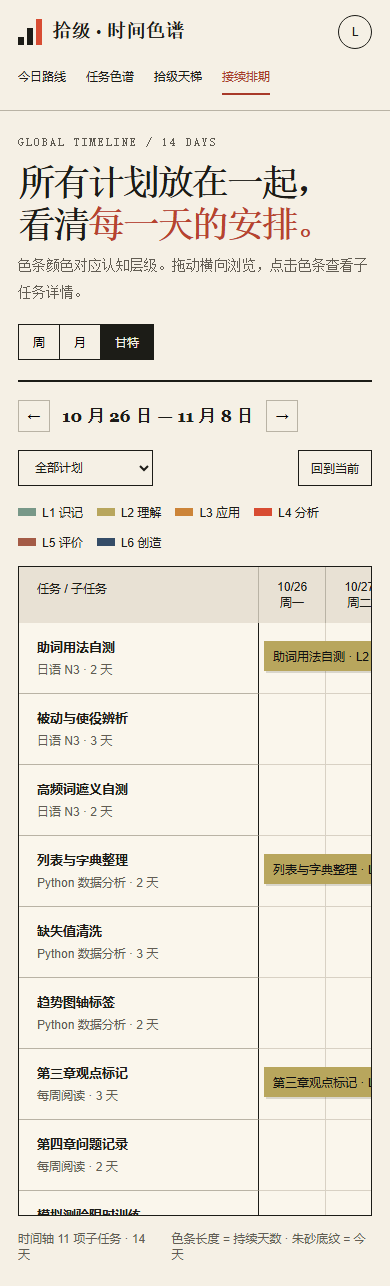 拾级 · 时间色谱
L
今日路线 任务色谱 拾级天梯 接续排期
GLOBAL TIMELINE / 14 DAYS
所有计划放在一起，
看清每一天的安排。
色条颜色对应认知层级。拖动横向浏览，点击色条查看子
任务详情。
周 月 甘特
← 10 月 26 日 — 11 月 8 日 →
全部计划 回到当前
L1 识记 L2 理解 L3 应用 L4 分析
L5 评价 L6 创造
任务 / 子任务
10/26 10/27
周一 周二
助词用法自测
日语 N3 · 2 天
助词用法自测 · L2
被动与使役辨析
日语 N3 · 3 天
高频词遮义自测
日语 N3 · 2 天
列表与字典整理
Python 数据分析 · 2 天
列表与字典整理 · L
缺失值清洗
Python 数据分析 · 3 天
趋势图轴标签
Python 数据分析 · 2 天
第三章观点标记
每周阅读 · 3 天
第三章观点标记 · L
第四章问题记录
每周阅读 · 2 天
模拟测验限时训练
时间轴 11 项子任务 · 14
天
色条长度 = 持续天数 · 朱砂底纹 = 今
天